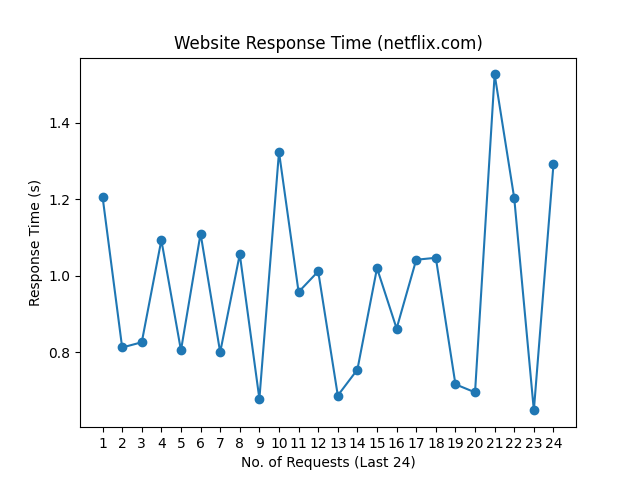 Website Response Time (netflix.com)
Response Time (s)
1.4
1.2
1.0
0.8
1 2 3 4 5 6 7 8 9 10 11 12 13 14 15 16 17 18 19 20 21 22 23 24
No. of Requests (Last 24)